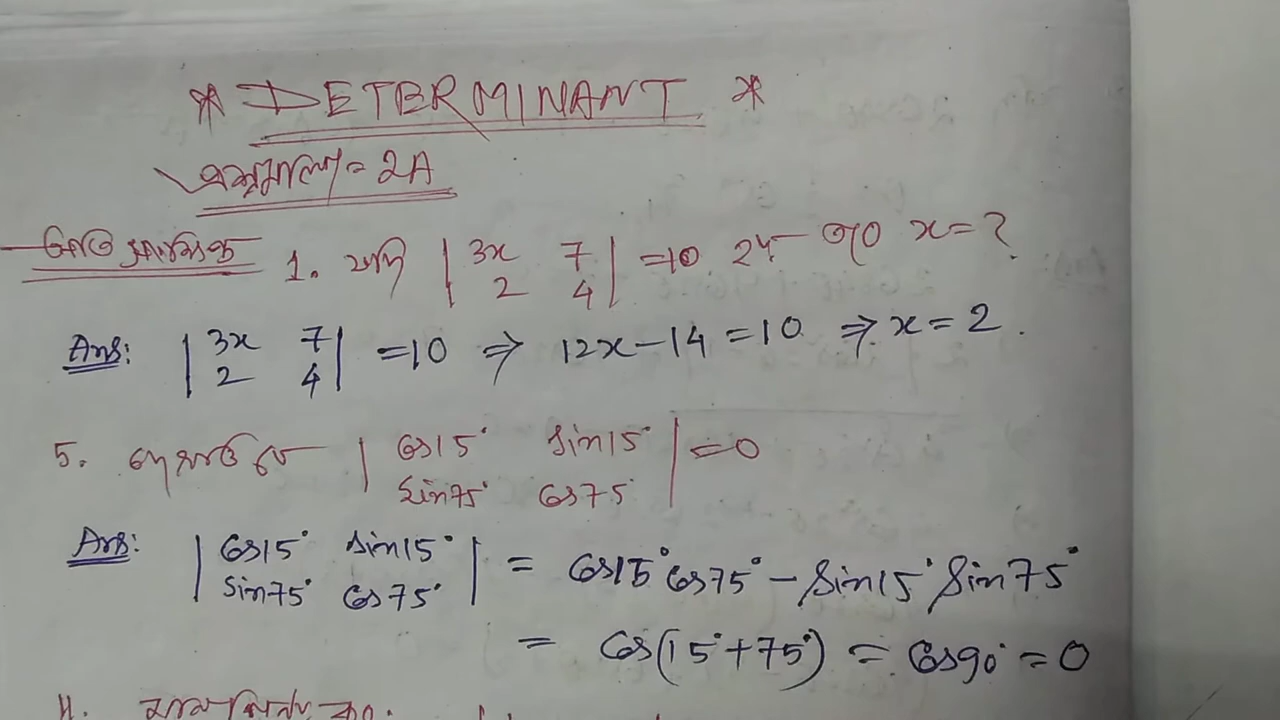 * DETERMINANT *
প্রশ্নমালা = 2A
অতি সংক্ষিপ্ত 1. যদি | 3x 7 | = 10 হয় তবে x = ?
2 4 |
Ans: | 3x 7 | = 10 ⇒ 12x - 14 = 10 ⇒ x = 2.
2 4
5. দেখাও যে | Cos15° Sin15° | = 0
Sin75° Cos75°
Ans: | Cos15° Sin15° | = Cos15° Cos75° - Sin15° Sin75°
Sin75° Cos75°
= Cos(15°+75°) = Cos90° = 0